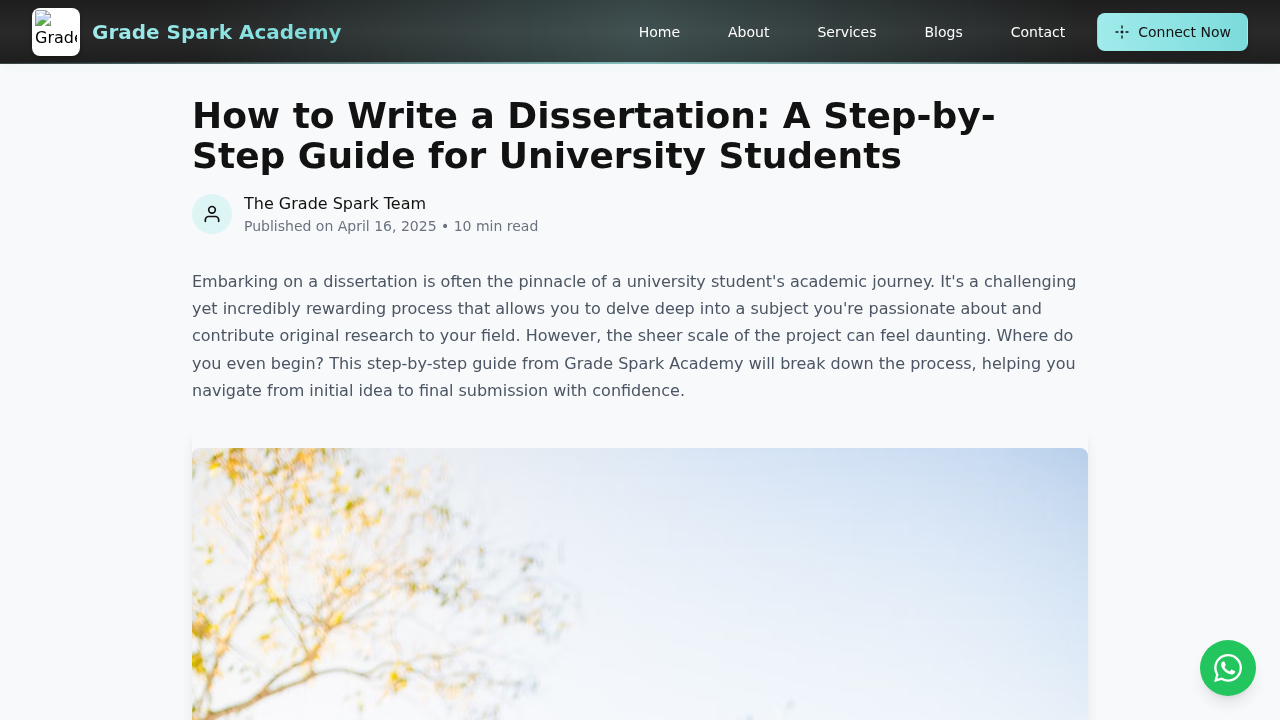 Grade
Grade Spark Academy
Home
About
Services
Blogs
Contact
Connect Now
How to Write a Dissertation: A Step-by-
Step Guide for University Students
The Grade Spark Team
Published on April 16, 2025 • 10 min read
Embarking on a dissertation is often the pinnacle of a university student's academic journey. It's a challenging
yet incredibly rewarding process that allows you to delve deep into a subject you're passionate about and
contribute original research to your field. However, the sheer scale of the project can feel daunting. Where do
you even begin? This step-by-step guide from Grade Spark Academy will break down the process, helping you
navigate from initial idea to final submission with confidence.